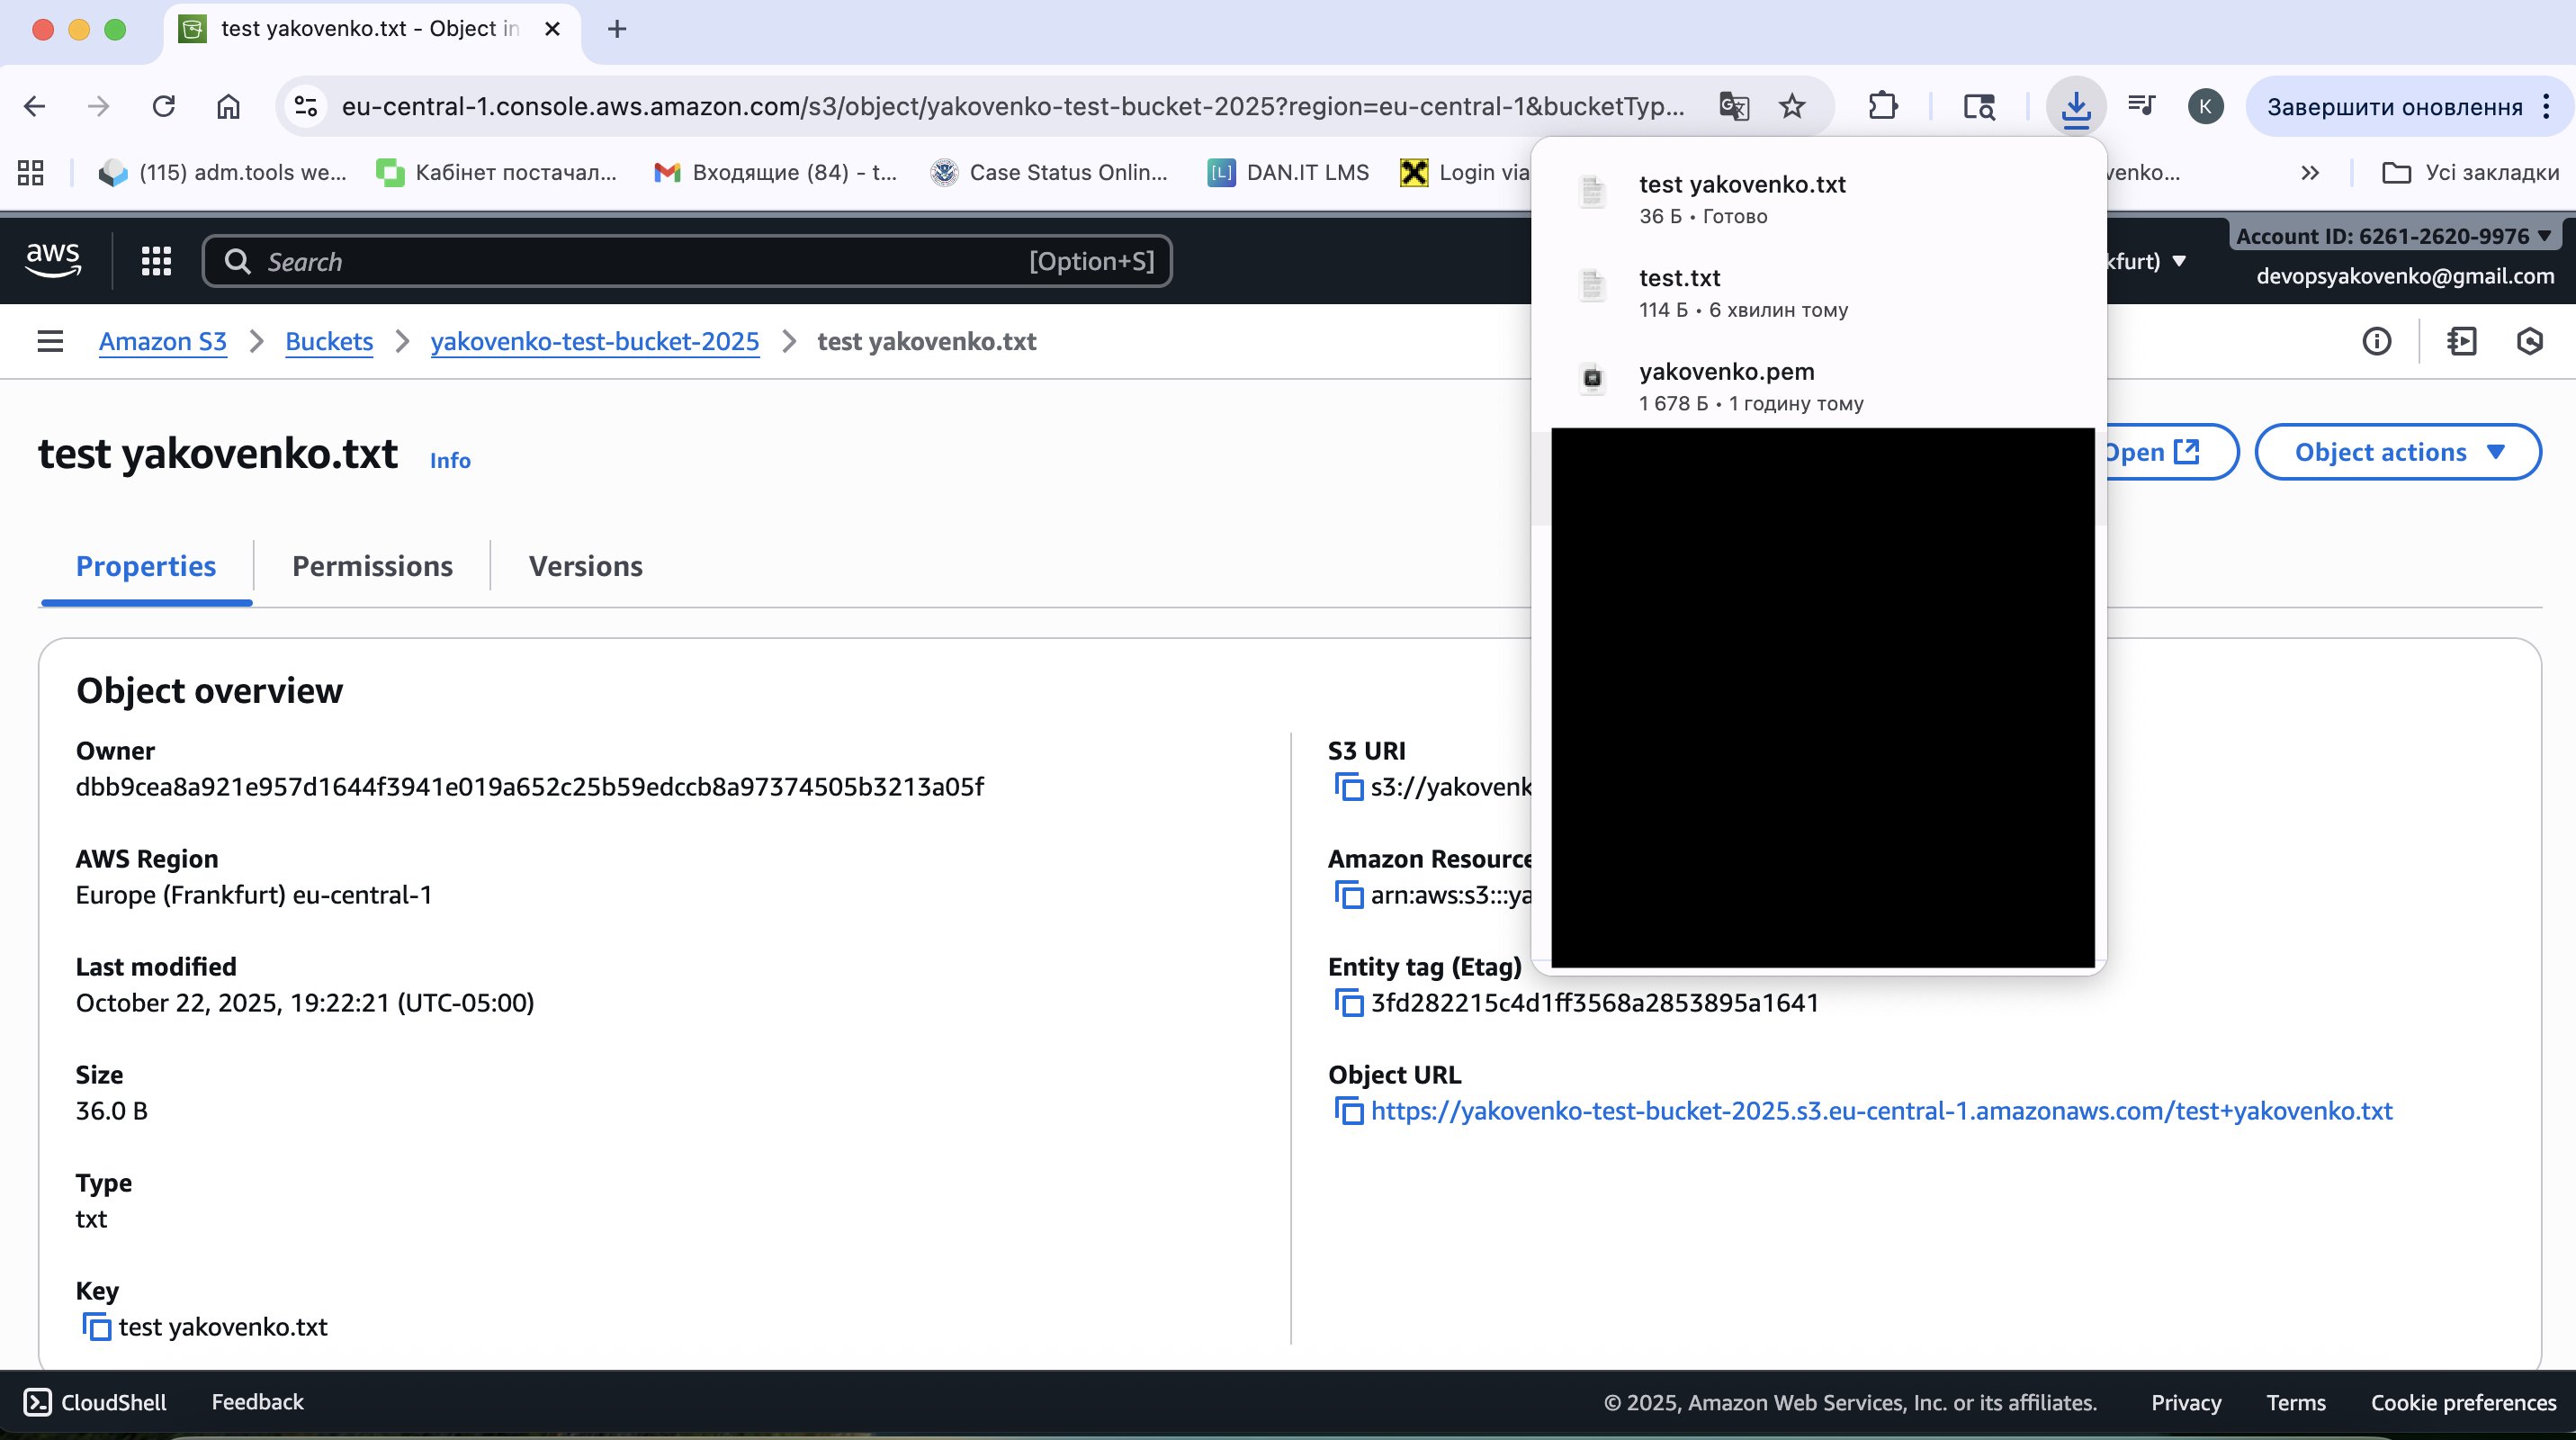 test yakovenko.txt - Object in
eu-central-1.console.aws.amazon.com/s3/object/yakovenko-test-bucket-2025?region=eu-central-1&bucketTyp...
K
Завершити оновлення
(115) adm.tools we...
Кабінет постачал...
Входящие (84) - t...
Case Status Onlin...
[L] DAN.IT LMS
Login via
venko...
Усі закладки
test yakovenko.txt
36 Б • Готово
test.txt
114 Б • 6 хвилин тому
yakovenko.pem
1 678 Б • 1 годину тому
aws
Search
[Option+S]
kfurt)
Account ID: 6261-2620-9976
devopsyakovenko@gmail.com
Amazon S3
Buckets
yakovenko-test-bucket-2025
test yakovenko.txt
test yakovenko.txt
Info
Open
Object actions
Properties
Permissions
Versions
Object overview
Owner
dbb9cea8a921e957d1644f3941e019a652c25b59edccb8a97374505b3213a05f
AWS Region
Europe (Frankfurt) eu-central-1
Last modified
October 22, 2025, 19:22:21 (UTC-05:00)
Size
36.0 B
Type
txt
Key
test yakovenko.txt
S3 URI
s3://yakovenk
Amazon Resource
arn:aws:s3:::ya
Entity tag (Etag)
3fd282215c4d1ff3568a2853895a1641
Object URL
https://yakovenko-test-bucket-2025.s3.eu-central-1.amazonaws.com/test+yakovenko.txt
CloudShell
Feedback
© 2025, Amazon Web Services, Inc. or its affiliates.
Privacy
Terms
Cookie preferences